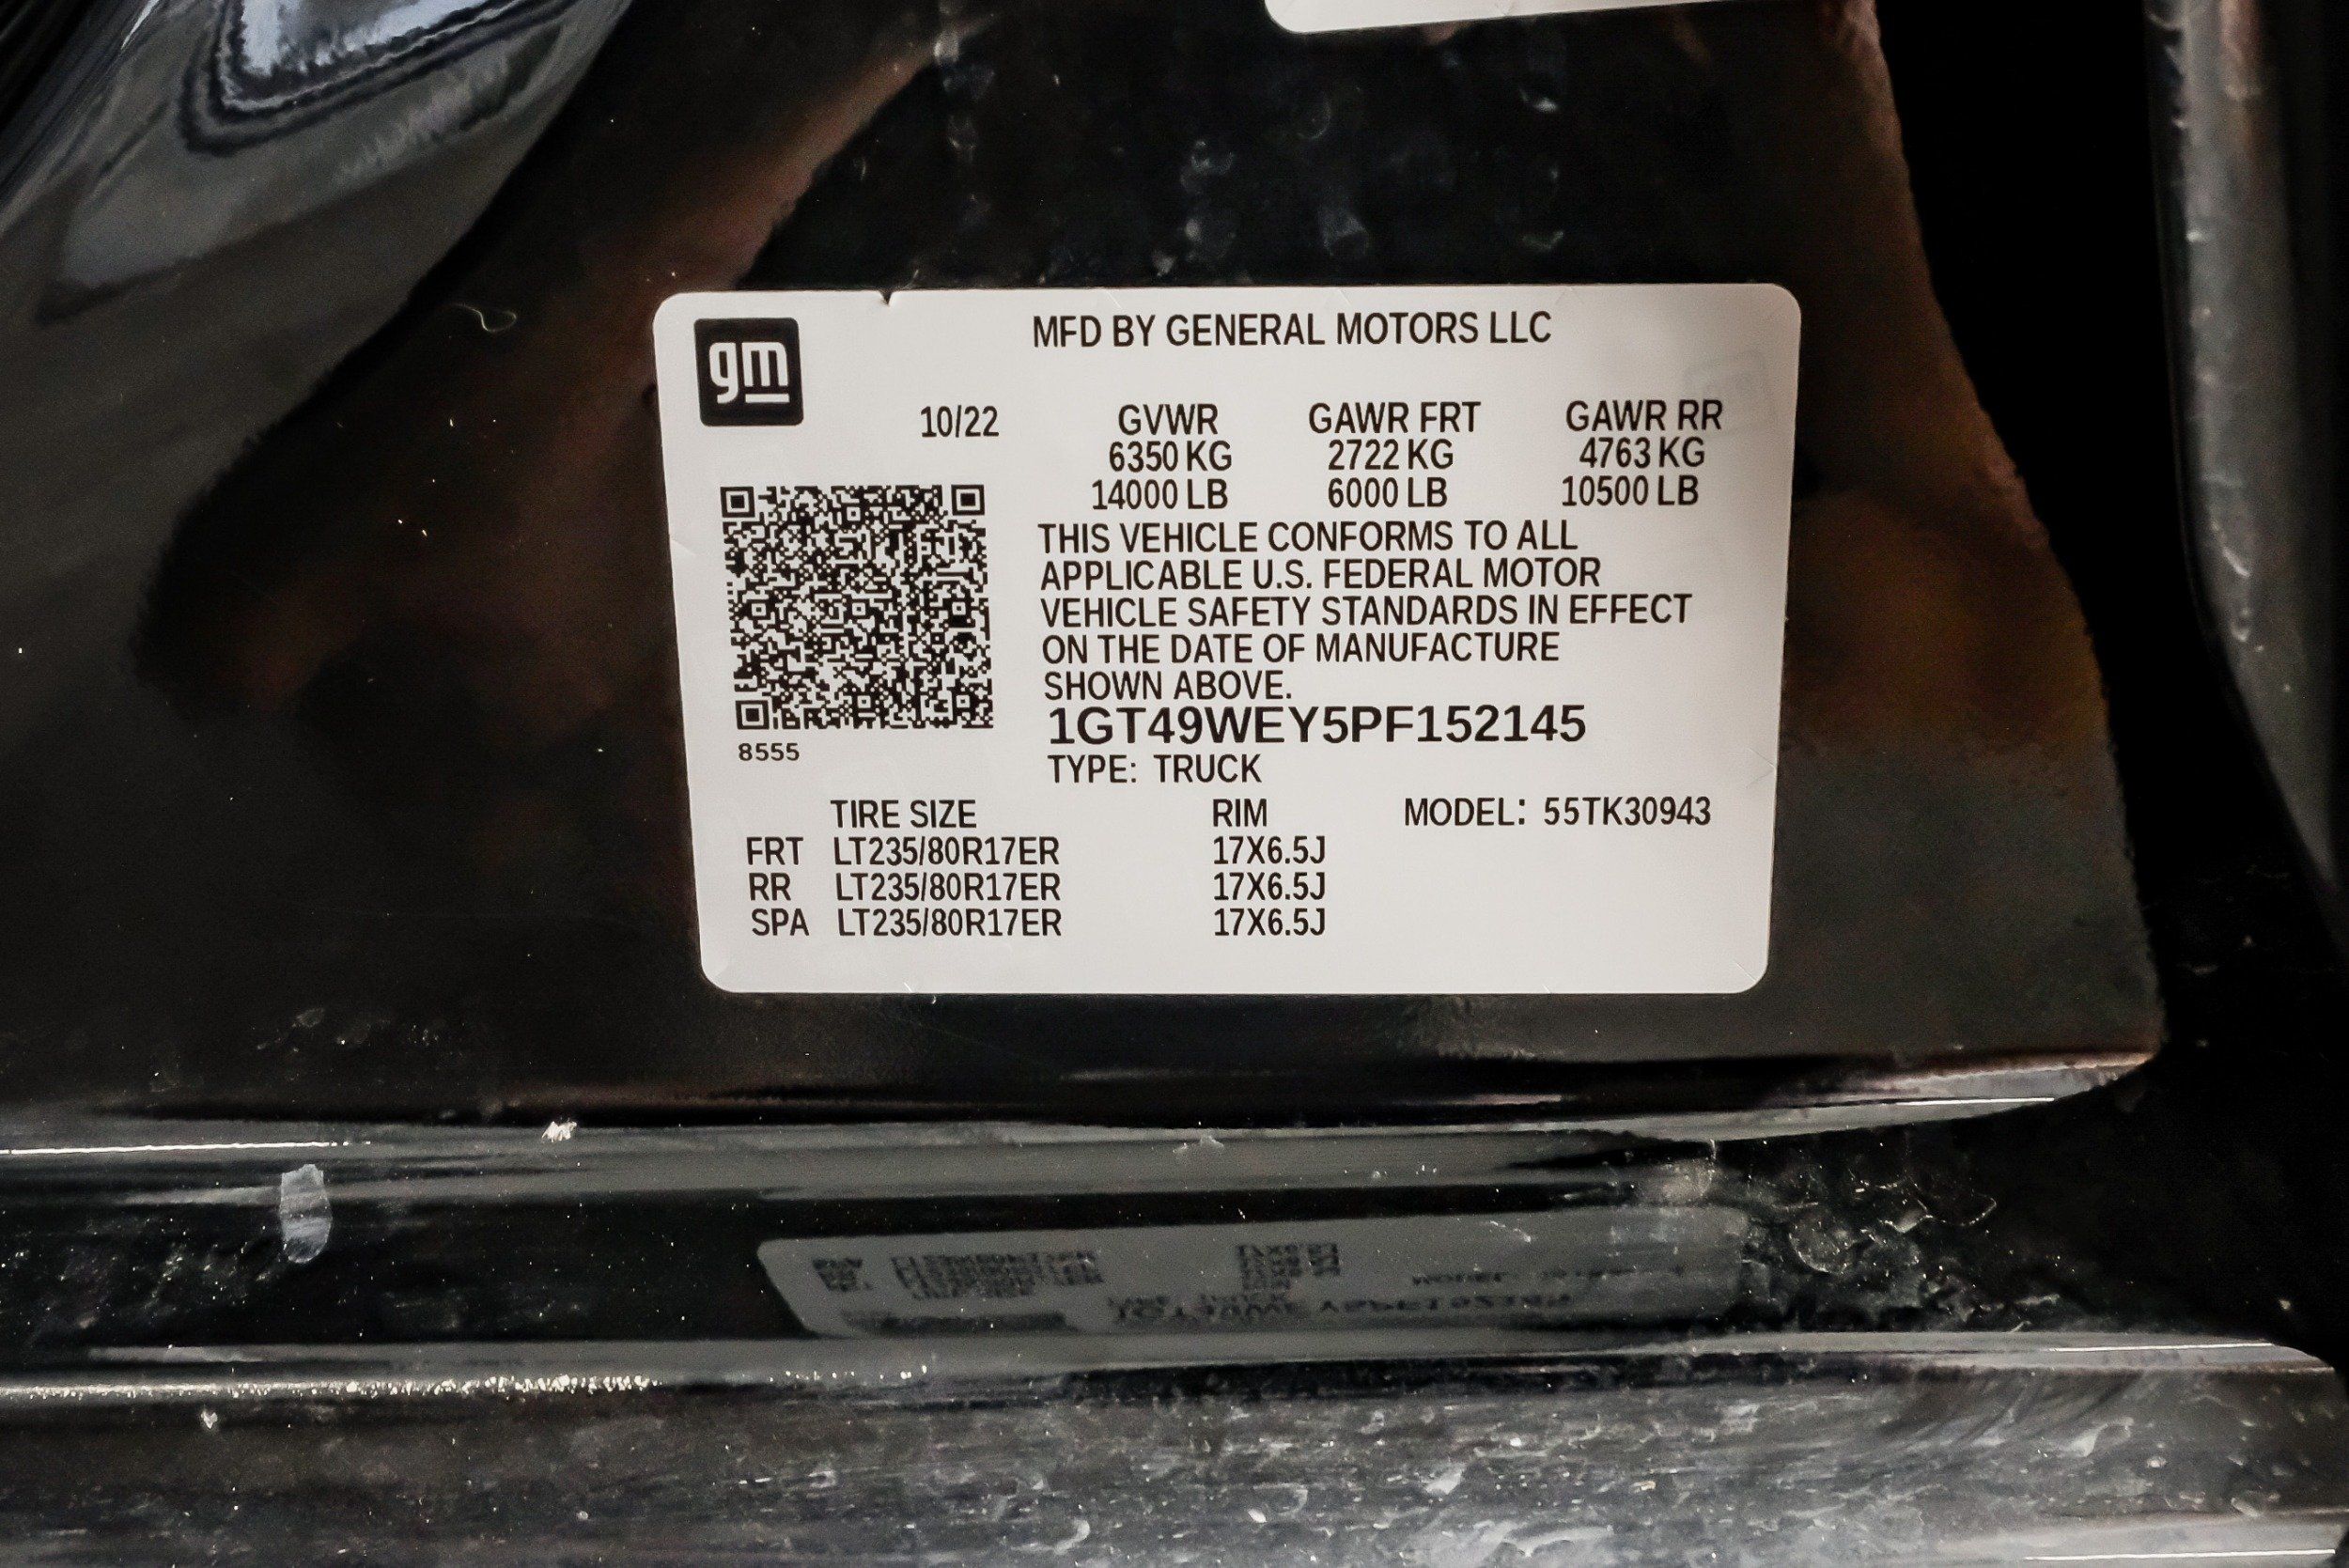 gm
MFD BY GENERAL MOTORS LLC
10/22 GVWR GAWR FRT GAWR RR
6350 KG 2722 KG 4763 KG
14000 LB 6000 LB 10500 LB
THIS VEHICLE CONFORMS TO ALL
APPLICABLE U.S. FEDERAL MOTOR
VEHICLE SAFETY STANDARDS IN EFFECT
ON THE DATE OF MANUFACTURE
SHOWN ABOVE.
1GT49WEY5PF152145
8555
TYPE: TRUCK
TIRE SIZE RIM MODEL: 55TK30943
FRT LT235/80R17ER 17X6.5J
RR LT235/80R17ER 17X6.5J
SPA LT235/80R17ER 17X6.5J